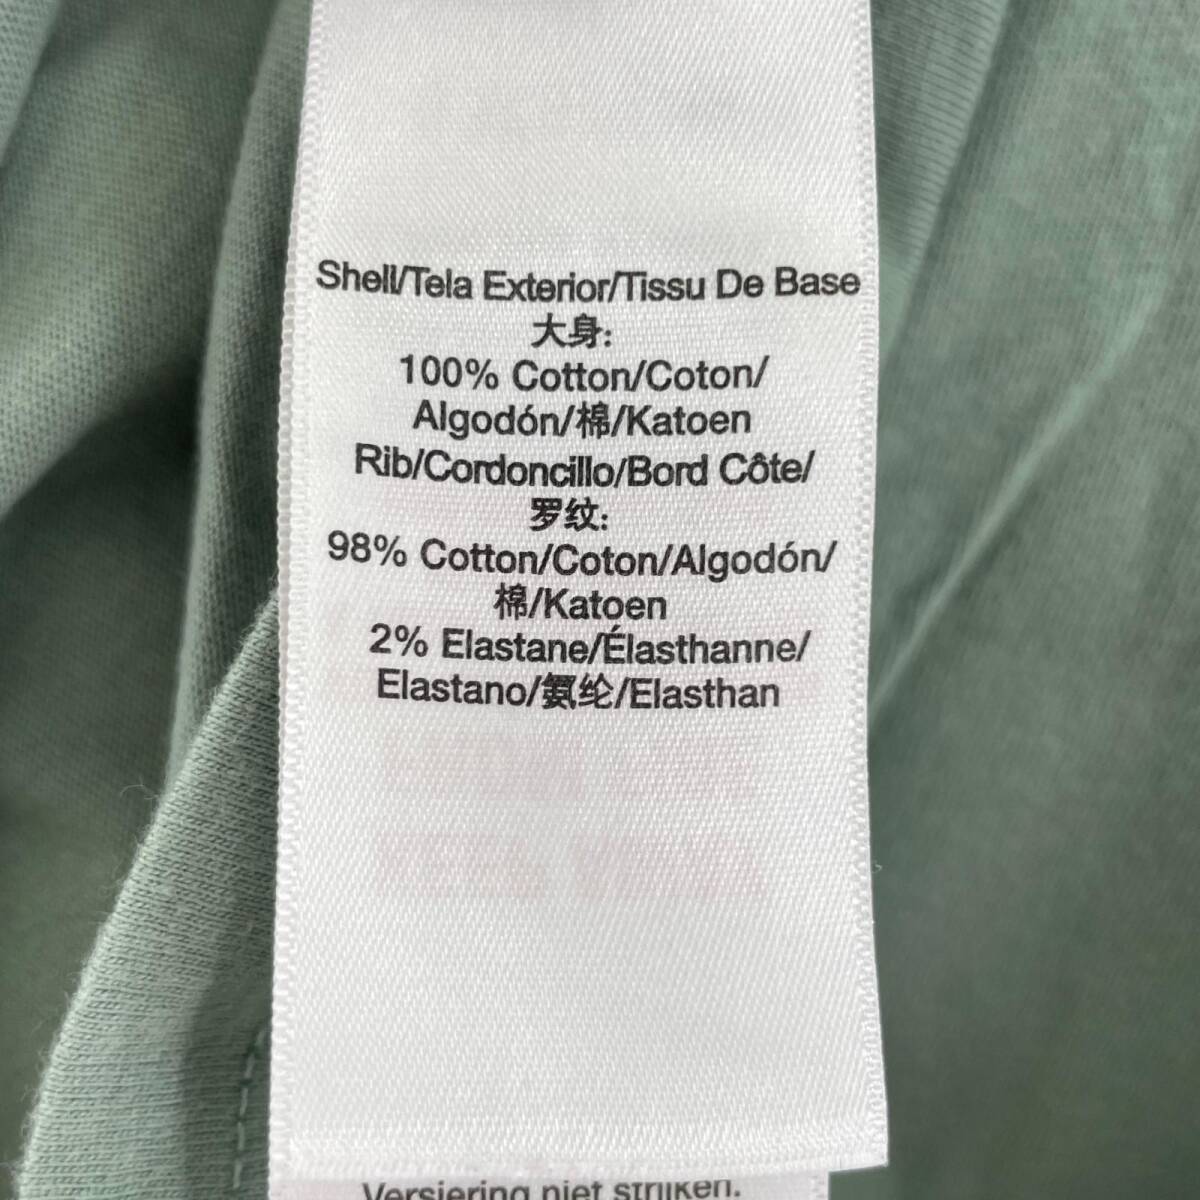 Shell/Tela Exterior/Tissu De Base
大身:
100% Cotton/Coton/
Algodón/棉/Katoen
Rib/Cordoncillo/Bord Côte/
罗纹:
98% Cotton/Coton/Algodón/
棉/Katoen
2% Elastane/Élasthanne/
Elastano/氨纶/Elasthan
Versiering niet strijken.